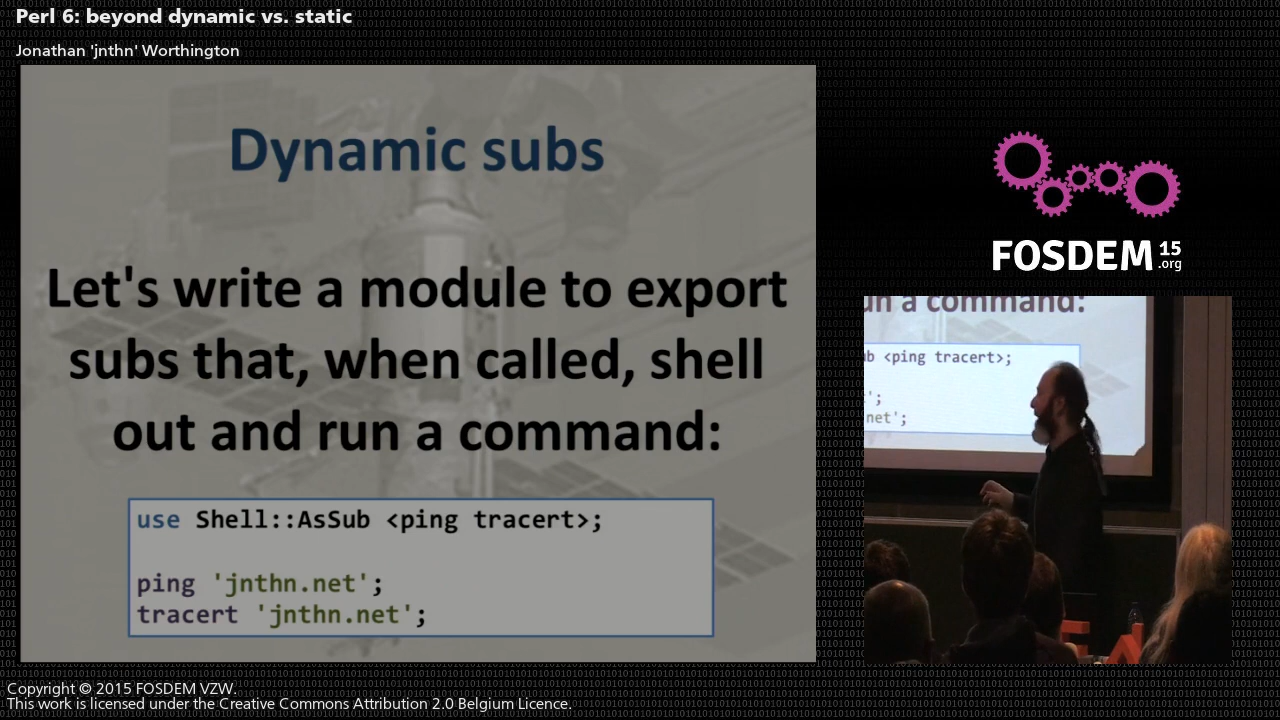 Perl 6: beyond dynamic vs. static
Jonathan 'jnthn' Worthington
Dynamic subs
Let's write a module to export
subs that, when called, shell
out and run a command:
use Shell::AsSub <ping tracert>;
ping 'jnthn.net';
tracert 'jnthn.net';
FOSDEM 15 .org
un a command:
ub <ping tracert>;
';
net';
Copyright © 2015 FOSDEM VZW.
This work is licensed under the Creative Commons Attribution 2.0 Belgium Licence.